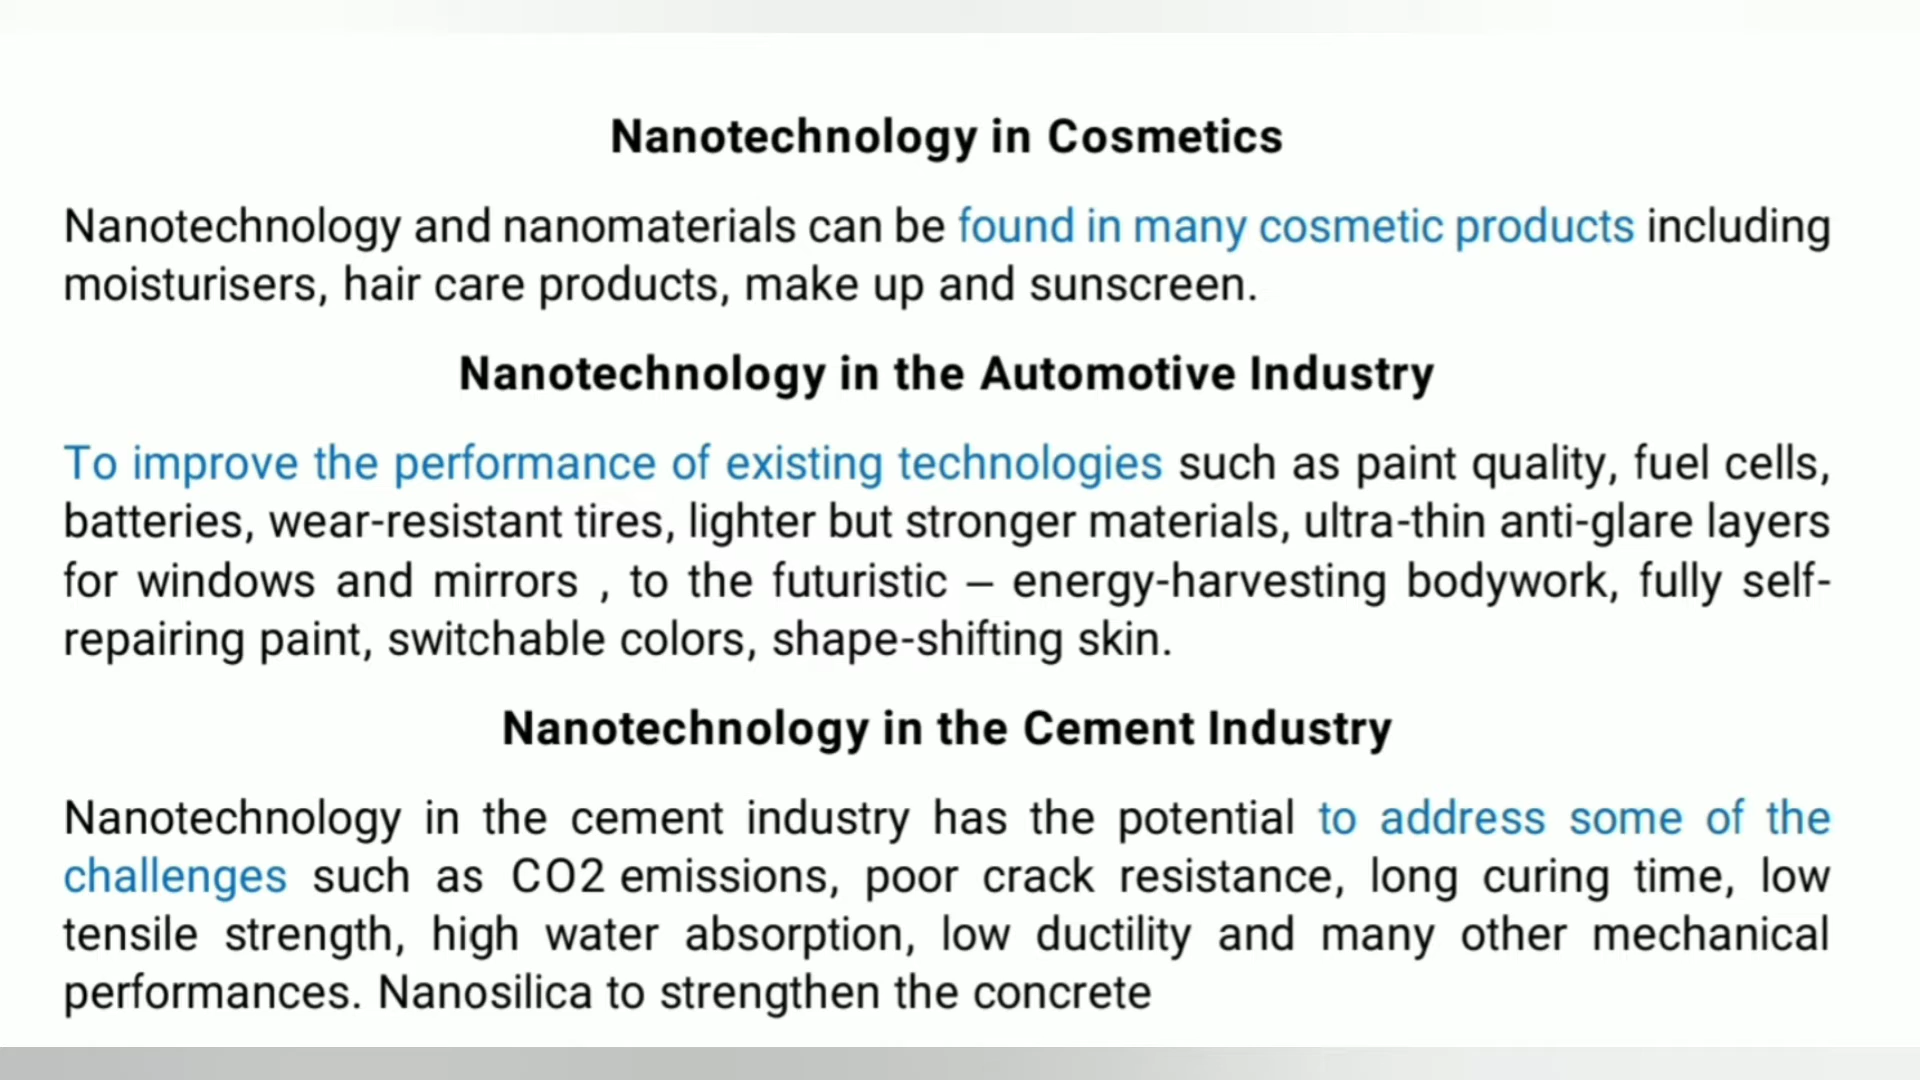 Nanotechnology in Cosmetics
Nanotechnology and nanomaterials can be found in many cosmetic products including
moisturisers, hair care products, make up and sunscreen.
Nanotechnology in the Automotive Industry
To improve the performance of existing technologies such as paint quality, fuel cells,
batteries, wear-resistant tires, lighter but stronger materials, ultra-thin anti-glare layers
for windows and mirrors , to the futuristic – energy-harvesting bodywork, fully self-
repairing paint, switchable colors, shape-shifting skin.
Nanotechnology in the Cement Industry
Nanotechnology in the cement industry has the potential to address some of the
challenges such as CO2 emissions, poor crack resistance, long curing time, low
tensile strength, high water absorption, low ductility and many other mechanical
performances. Nanosilica to strengthen the concrete